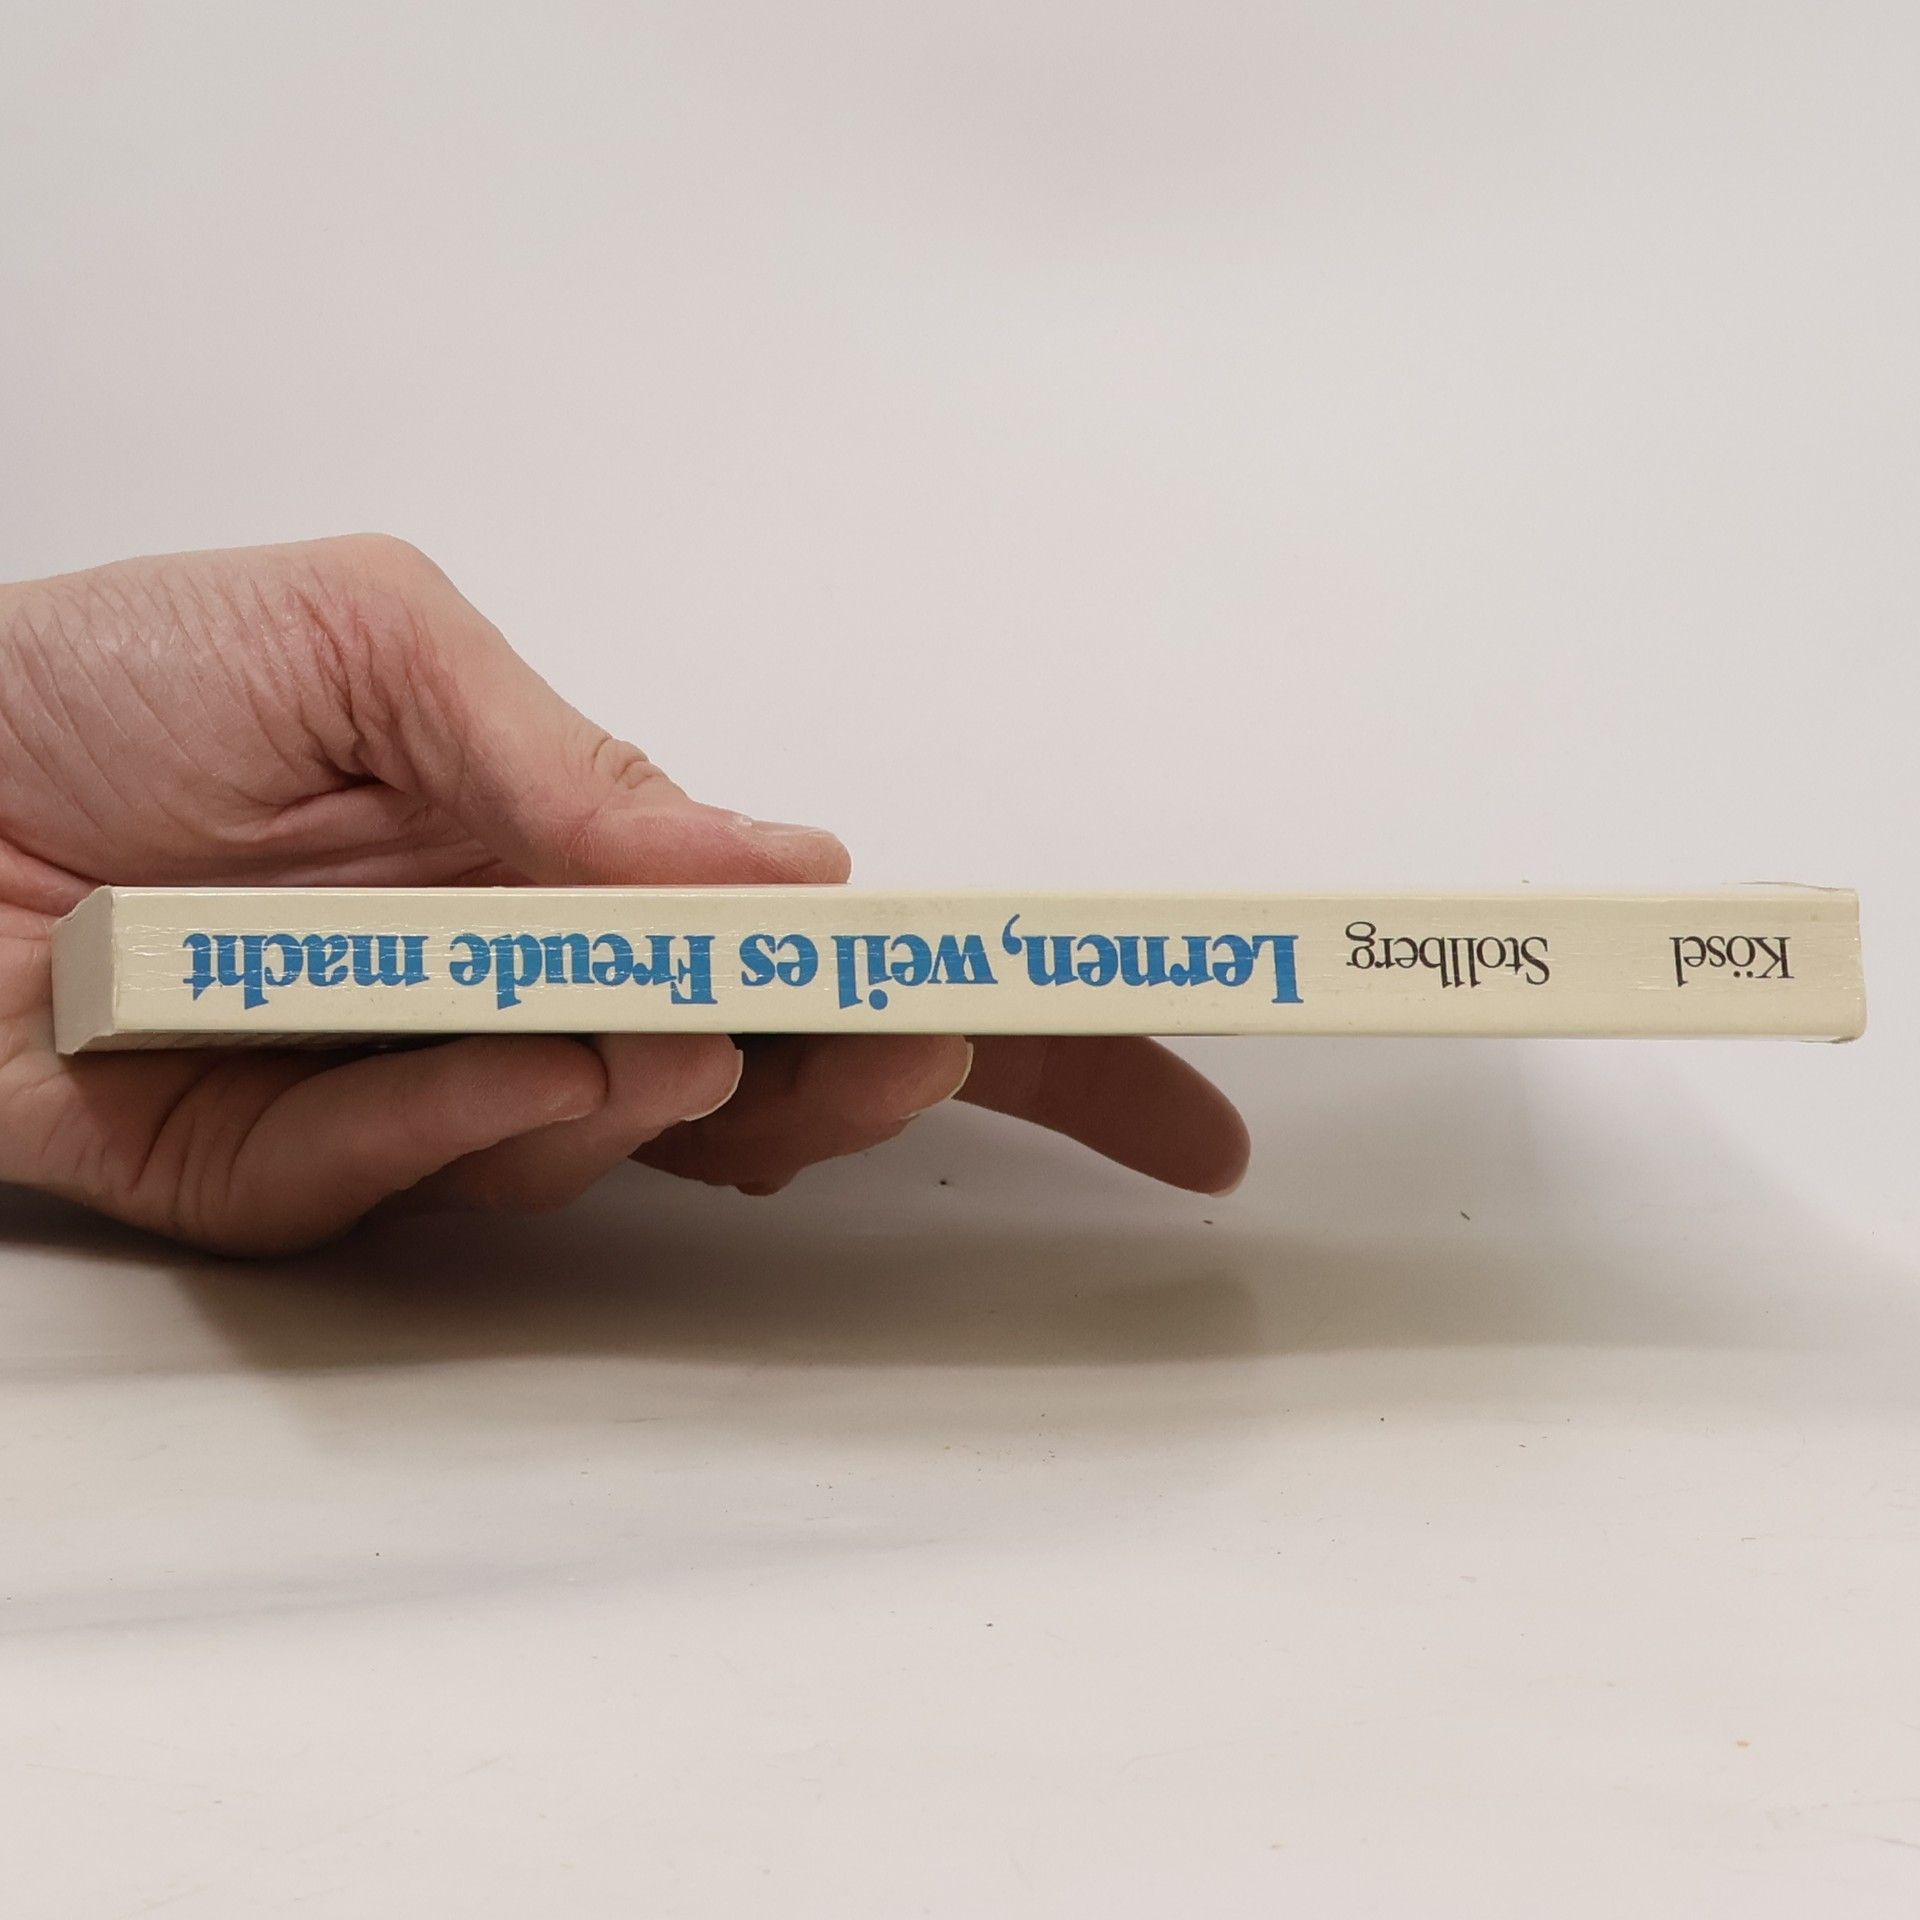 Kösel Stollberg Lernen, weil es Freude macht